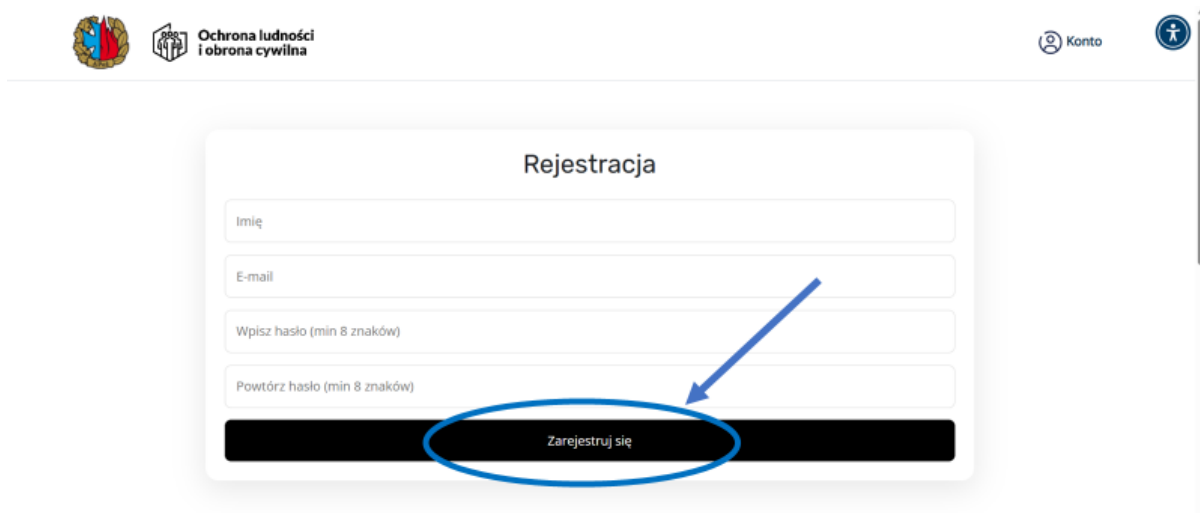 Ochrona ludności
i obrona cywilna
Konto
Rejestracja
Imię
E-mail
Wpisz hasło (min 8 znaków)
Powtórz hasło (min 8 znaków)
Zarejestruj się